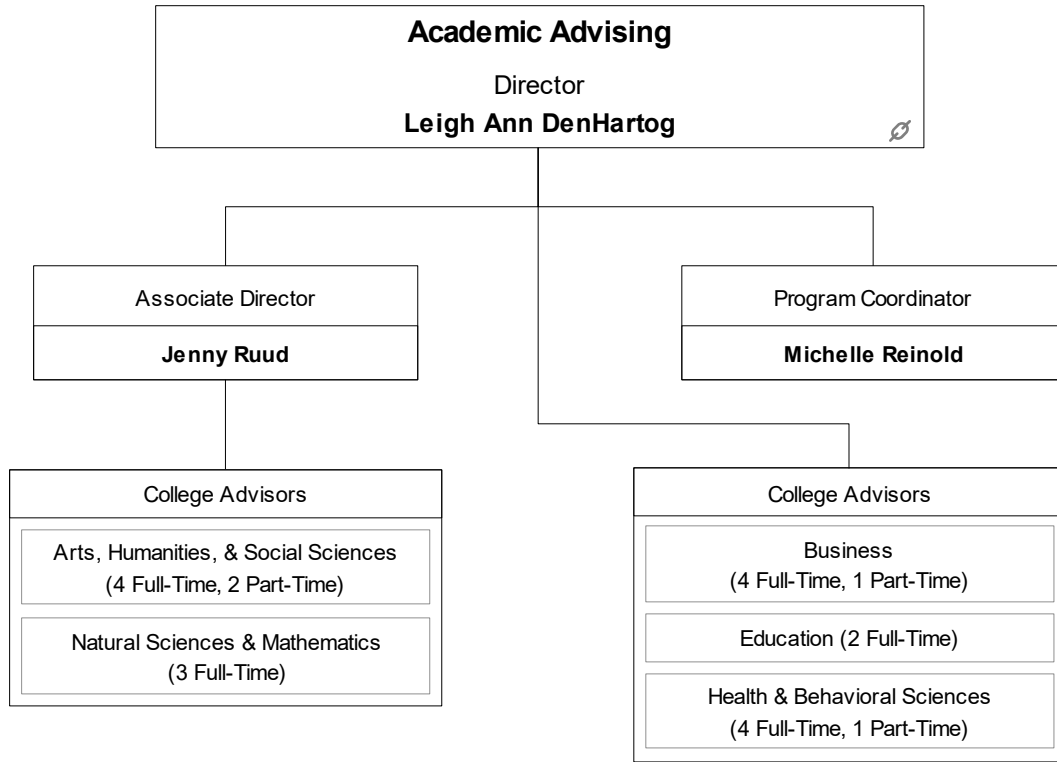 Academic Advising
Director
Leigh Ann DenHartog
Associate Director
Jenny Ruud
Program Coordinator
Michelle Reinold
College Advisors
Arts, Humanities, & Social Sciences
(4 Full-Time, 2 Part-Time)
Natural Sciences & Mathematics
(3 Full-Time)
College Advisors
Business
(4 Full-Time, 1 Part-Time)
Education (2 Full-Time)
Health & Behavioral Sciences
(4 Full-Time, 1 Part-Time)